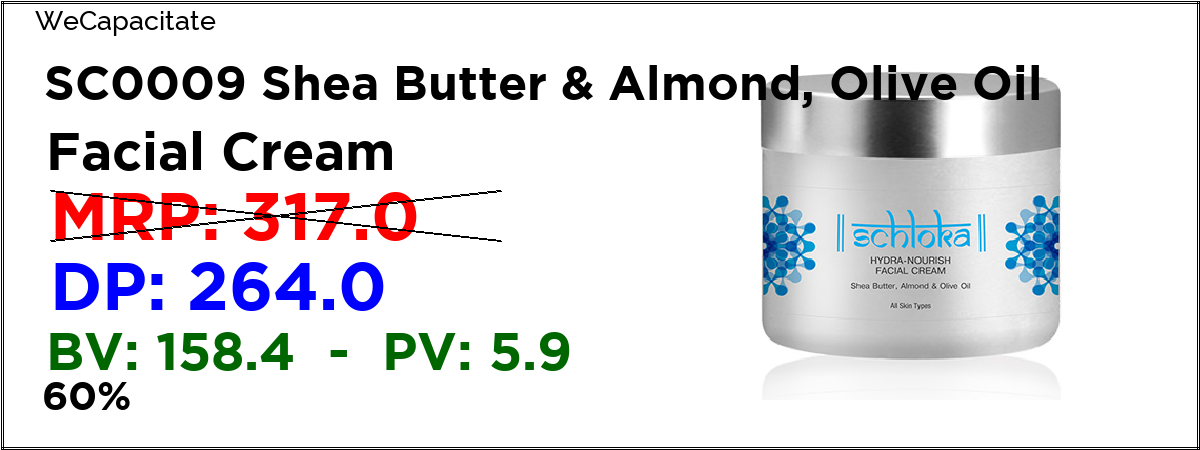 WeCapacitate
SC0009 Shea Butter & Almond, Olive Oil
Facial Cream
MRP: 317.0
DP: 264.0
BV: 158.4 - PV: 5.9
60%
schloka
HYDRA-NOURISH
FACIAL CREAM
Shea Butter, Almond & Olive Oil
All Skin Types